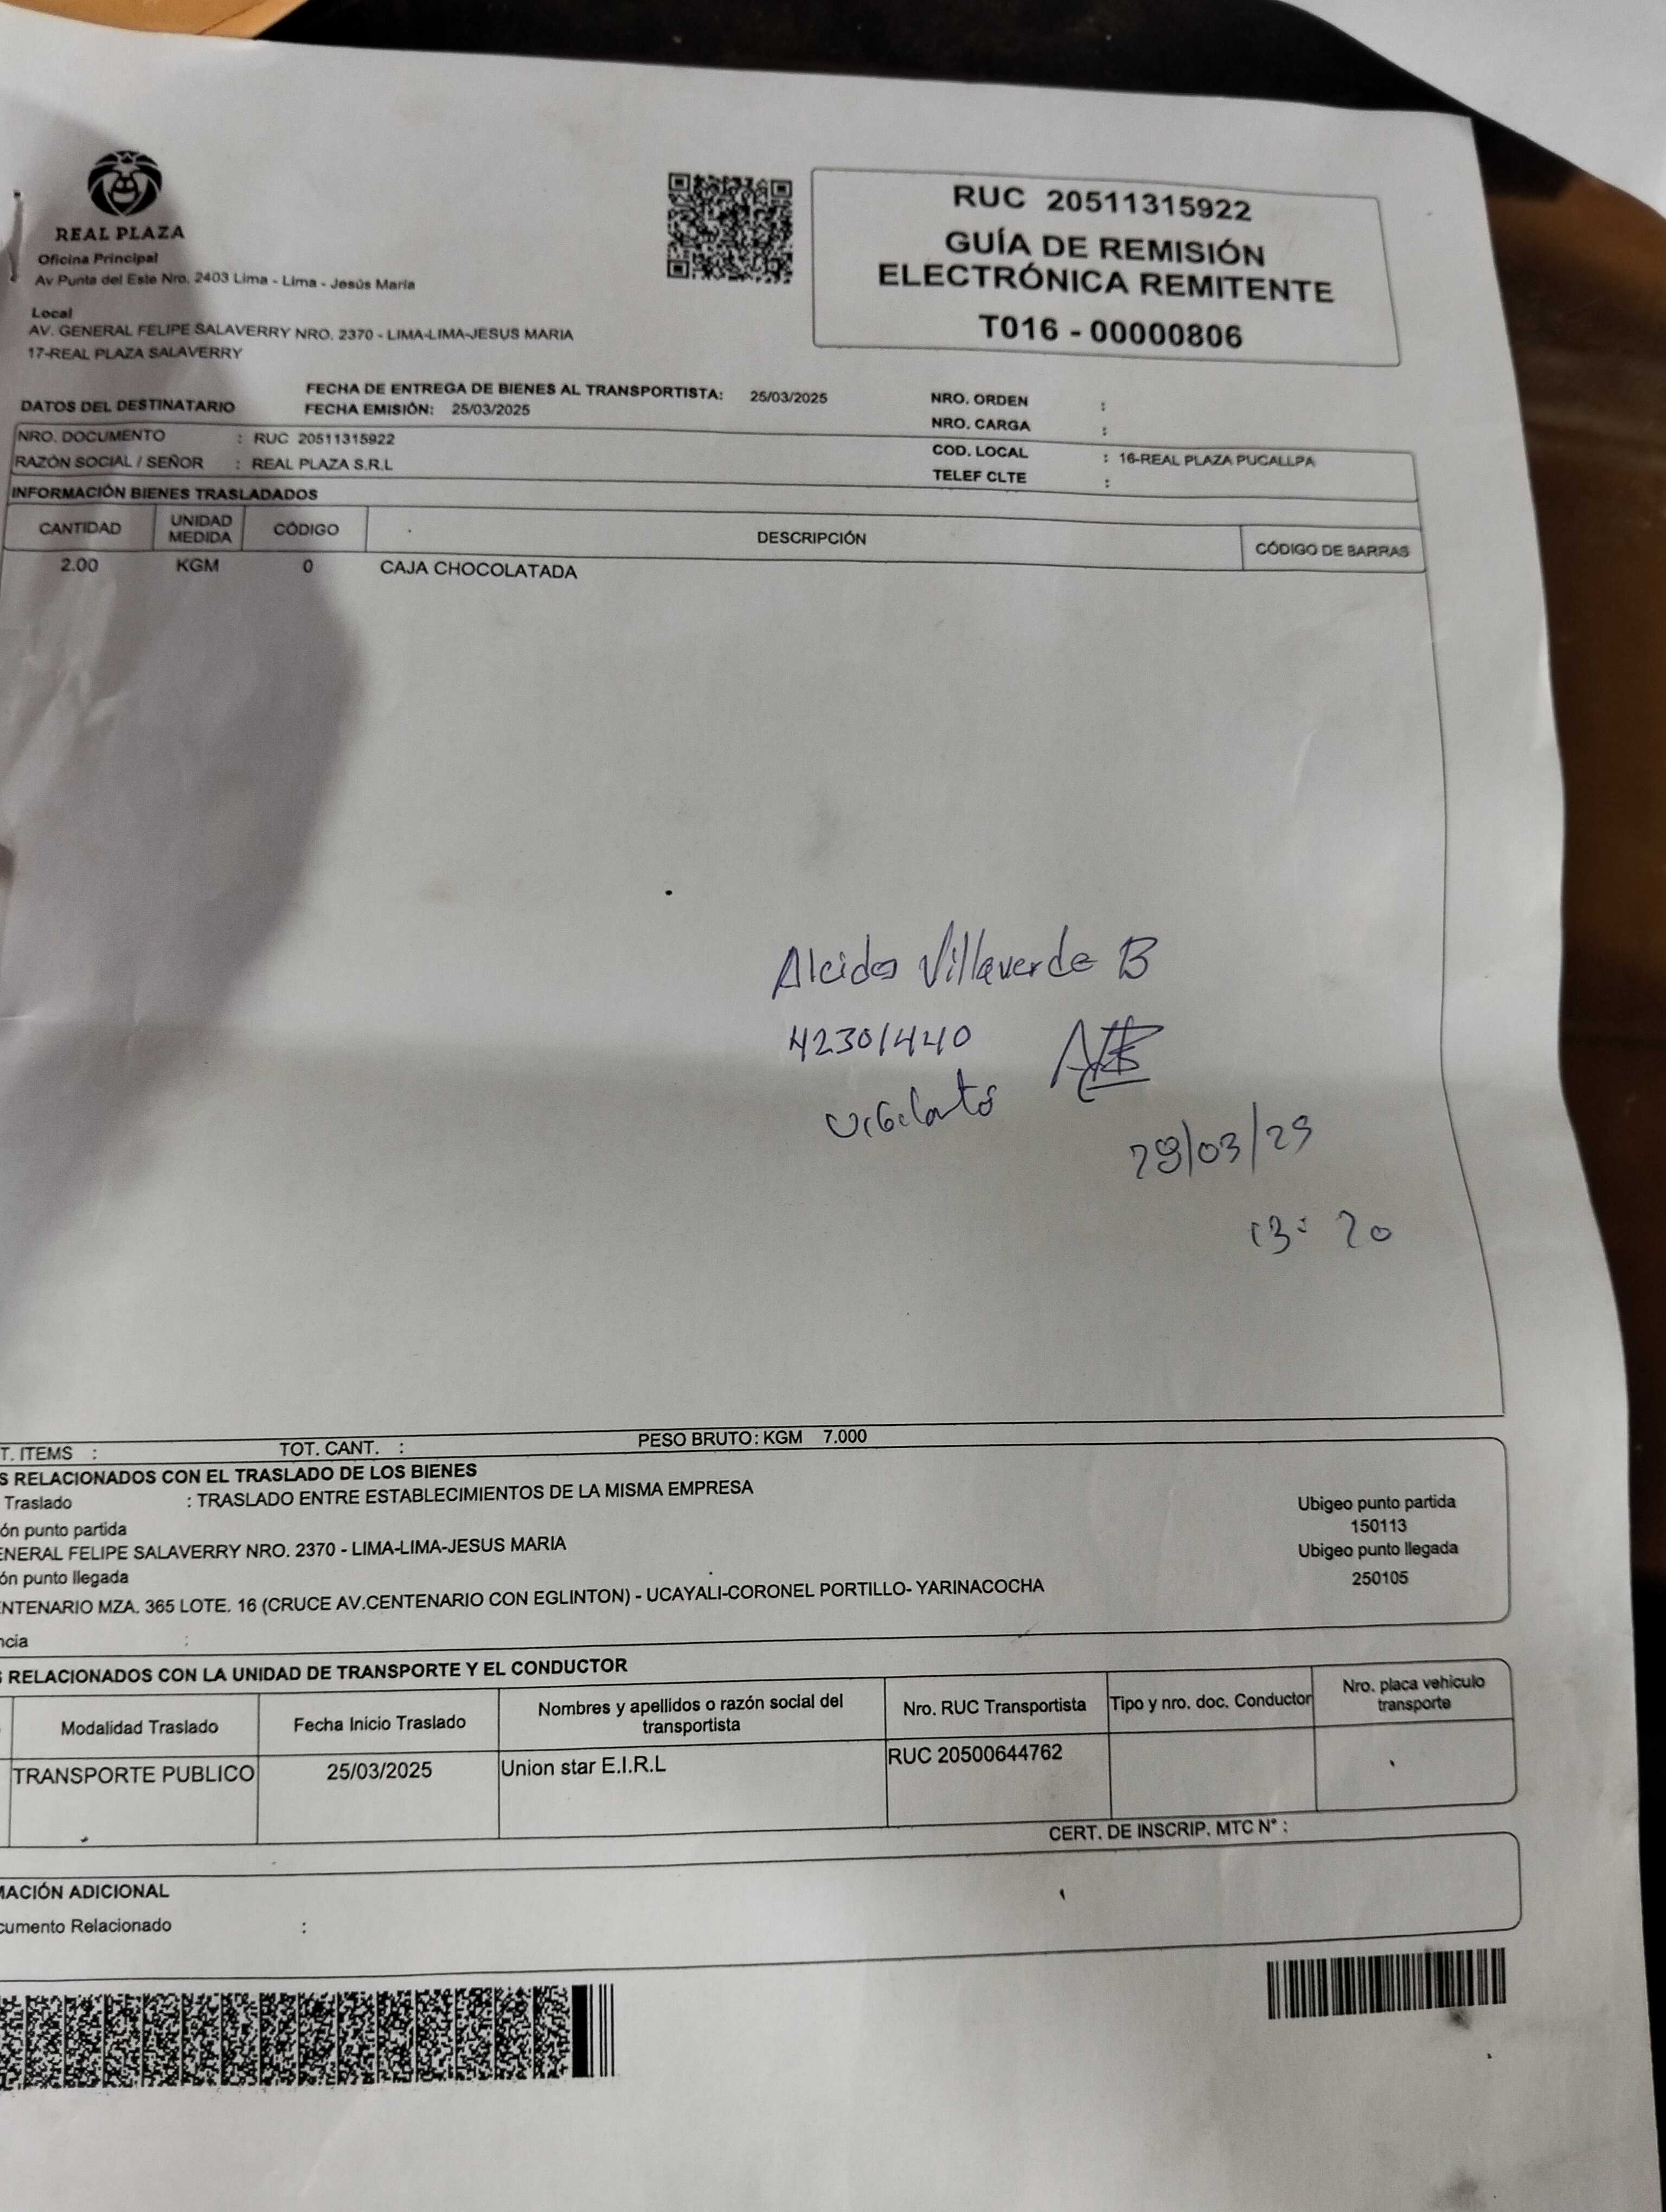 REAL PLAZA
Oficina Principal
Av Punta del Este Nro. 2403 Lima - Lima - Jesús María
Local
AV. GENERAL FELIPE SALAVERRY NRO. 2370 - LIMA-LIMA-JESUS MARIA
17-REAL PLAZA SALAVERRY
RUC 20511315922
GUÍA DE REMISIÓN
ELECTRÓNICA REMITENTE
T016 - 00000806
FECHA DE ENTREGA DE BIENES AL TRANSPORTISTA: 25/03/2025
DATOS DEL DESTINATARIO FECHA EMISIÓN: 25/03/2025
NRO. ORDEN :
NRO. CARGA :
NRO. DOCUMENTO : RUC 20511315922
COD. LOCAL : 16-REAL PLAZA PUCALLPA
RAZÓN SOCIAL / SEÑOR : REAL PLAZA S.R.L
TELEF CLTE :
INFORMACIÓN BIENES TRASLADADOS
CANTIDAD UNIDAD MEDIDA CÓDIGO DESCRIPCIÓN CÓDIGO DE BARRAS
2.00 KGM 0 CAJA CHOCOLATADA
Alcides Villaverde B
42301440
vigilante
/03/25
13: 20
T. ITEMS : TOT. CANT. : PESO BRUTO: KGM 7.000
S RELACIONADOS CON EL TRASLADO DE LOS BIENES
Traslado : TRASLADO ENTRE ESTABLECIMIENTOS DE LA MISMA EMPRESA
Ubigeo punto partida
150113
ón punto partida
ENERAL FELIPE SALAVERRY NRO. 2370 - LIMA-LIMA-JESUS MARIA
Ubigeo punto llegada
250105
ón punto llegada
ENTENARIO MZA. 365 LOTE. 16 (CRUCE AV.CENTENARIO CON EGLINTON) - UCAYALI-CORONEL PORTILLO- YARINACOCHA
ncia :
S RELACIONADOS CON LA UNIDAD DE TRANSPORTE Y EL CONDUCTOR
Modalidad Traslado Fecha Inicio Traslado Nombres y apellidos o razón social del transportista Nro. RUC Transportista Tipo y nro. doc. Conductor Nro. placa vehiculo transporte
TRANSPORTE PUBLICO 25/03/2025 Union star E.I.R.L RUC 20500644762
CERT. DE INSCRIP. MTC N° :
MACIÓN ADICIONAL
cumento Relacionado :